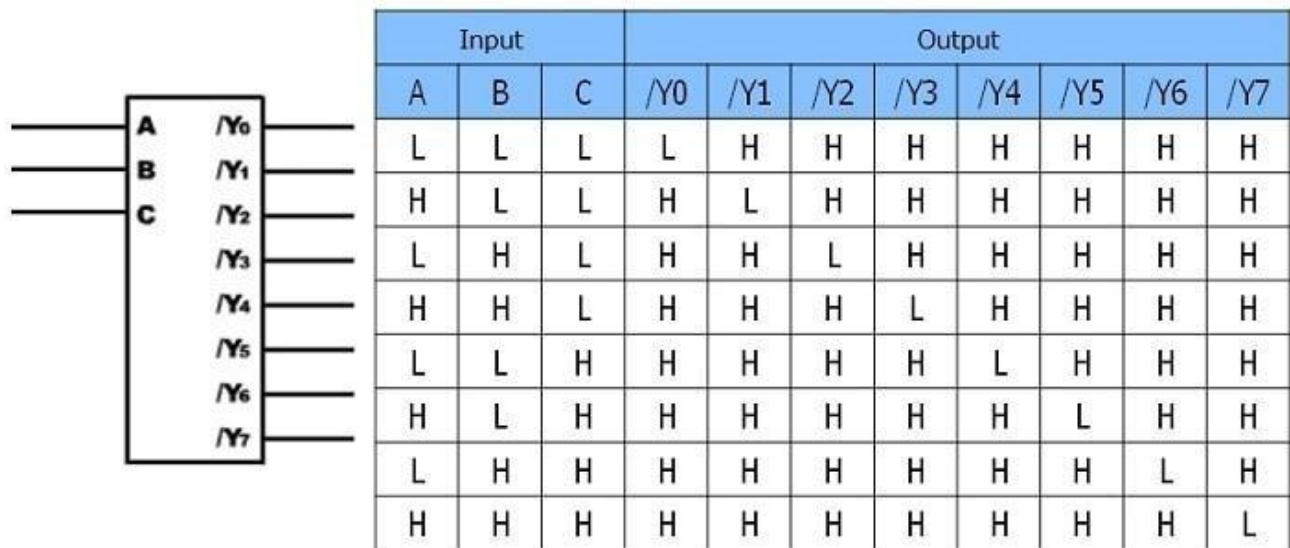 A /Y0
B /Y1
C /Y2
/Y3
/Y4
/Y5
/Y6
/Y7
Input Output
A B C /Y0 /Y1 /Y2 /Y3 /Y4 /Y5 /Y6 /Y7
L L L L H H H H H H H
H L L H L H H H H H H
L H L H H L H H H H H
H H L H H H L H H H H
L L H H H H H L H H H
H L H H H H H H L H H
L H H H H H H H H L H
H H H H H H H H H H L